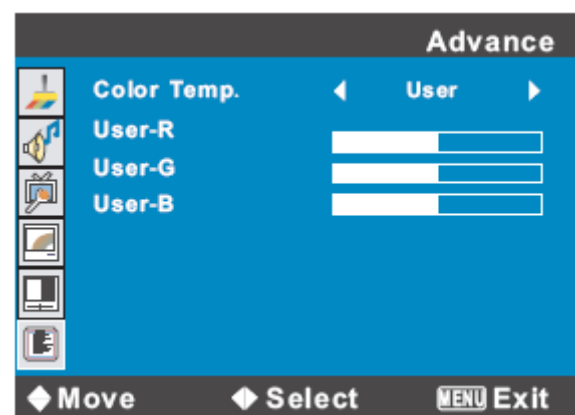 Advance
Color Temp. User
User-R
User-G
User-B
Move Select MENU Exit